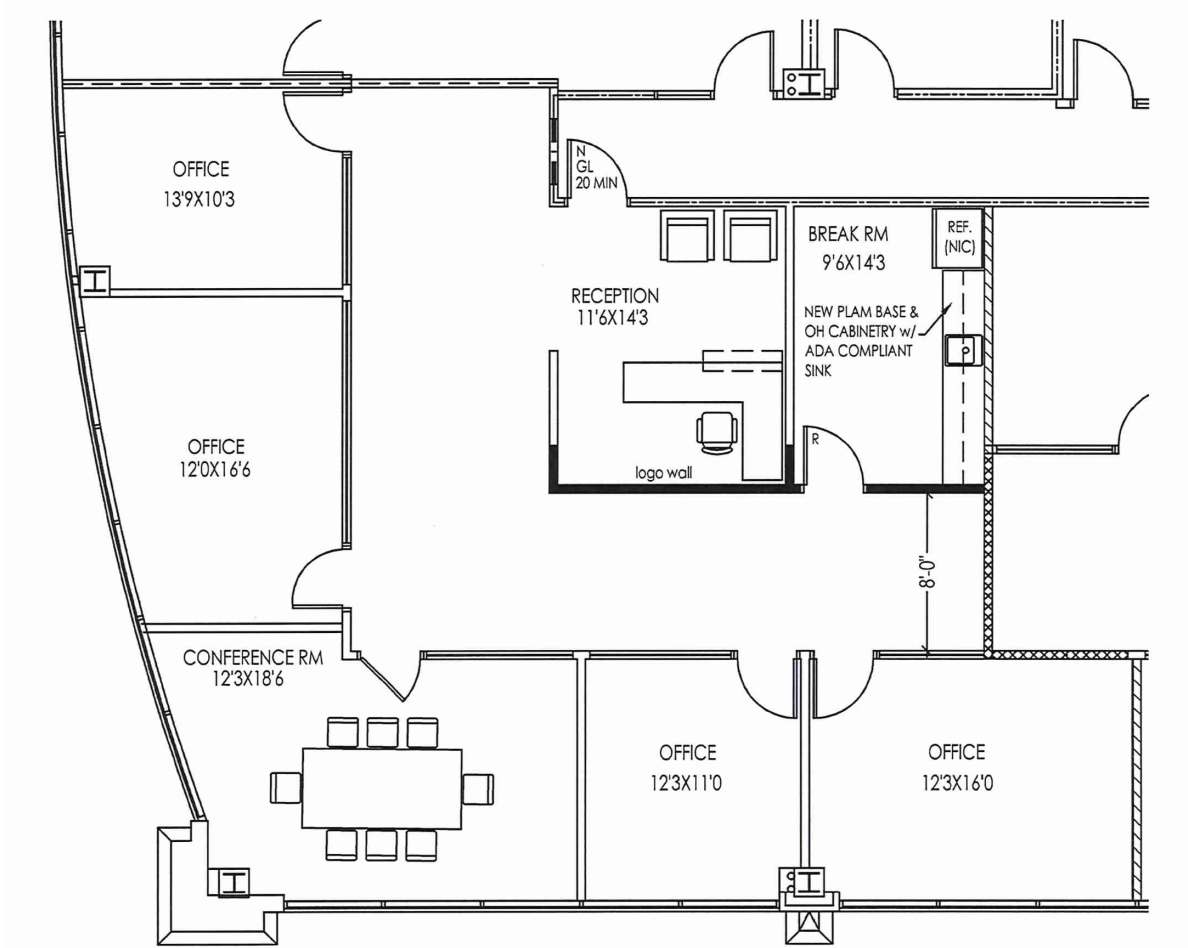 N
GL
20 MIN
OFFICE
13'9X10'3
BREAK RM
9'6X14'3
REF.
(NIC)
RECEPTION
11'6X14'3
NEW PLAM BASE &
OH CABINETRY w/
ADA COMPLIANT
SINK
OFFICE
12'0X16'6
R
logo wall
8'-0"
CONFERENCE RM
12'3X18'6
OFFICE
12'3X11'0
OFFICE
12'3X16'0